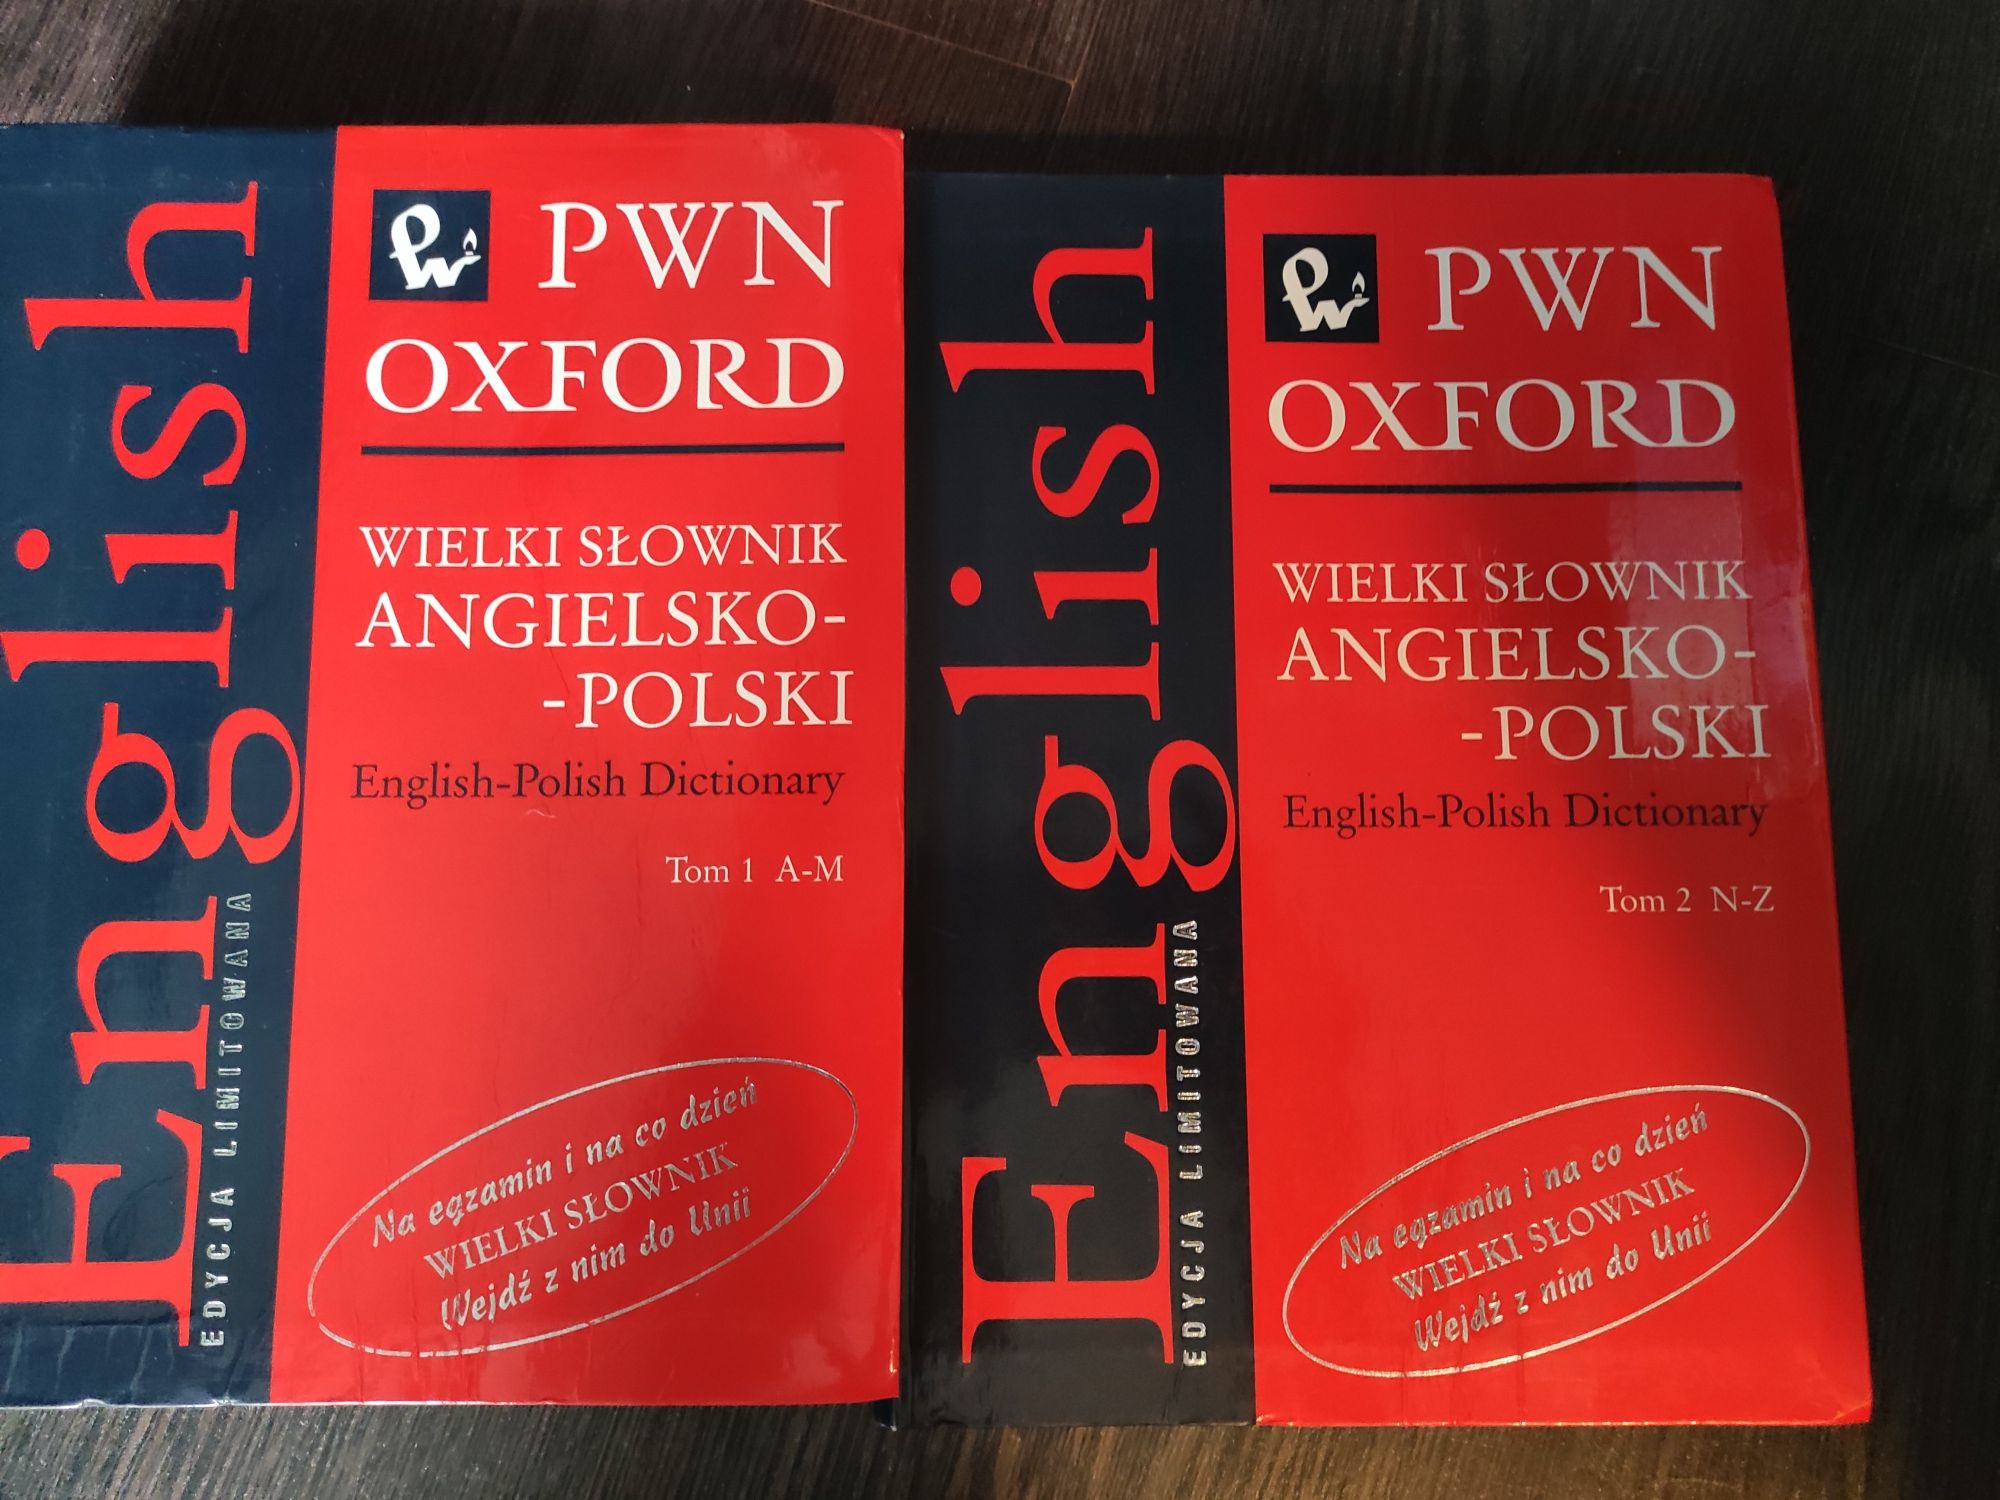 English
EDYCJA LIMITOWANA
PW
PWN
OXFORD
WIELKI SŁOWNIK
ANGIELSKO-
-POLSKI
English-Polish Dictionary
Tom 1 A-M
Na egzamin i na co dzień
WIELKI SŁOWNIK
Wejdź z nim do Unii
English
EDYCJA LIMITOWANA
PW
PWN
OXFORD
WIELKI SŁOWNIK
ANGIELSKO-
-POLSKI
English-Polish Dictionary
Tom 2 N-Z
Na egzamin i na co dzień
WIELKI SŁOWNIK
Wejdź z nim do Unii